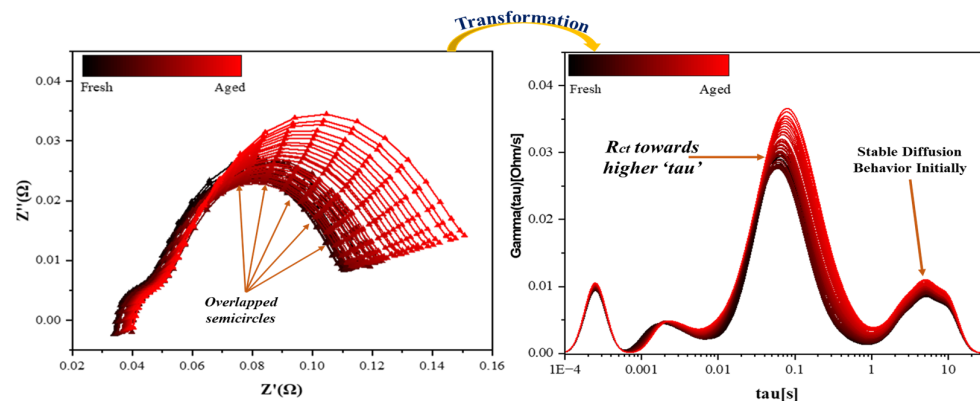 Transformation
Fresh
Aged
0.04
0.03
0.02
0.01
0.00
Z''(Ω)
Overlapped
semicircles
0.02
0.04
0.06
0.08
0.10
0.12
0.14
0.16
Z'(Ω)
Fresh
Aged
0.04
0.03
0.02
0.01
0.00
Gamma(tau)[Ohm/s]
Rct towards
higher 'tau'
Stable Diffusion
Behavior Initially
1E−4
0.001
0.01
0.1
1
10
tau[s]